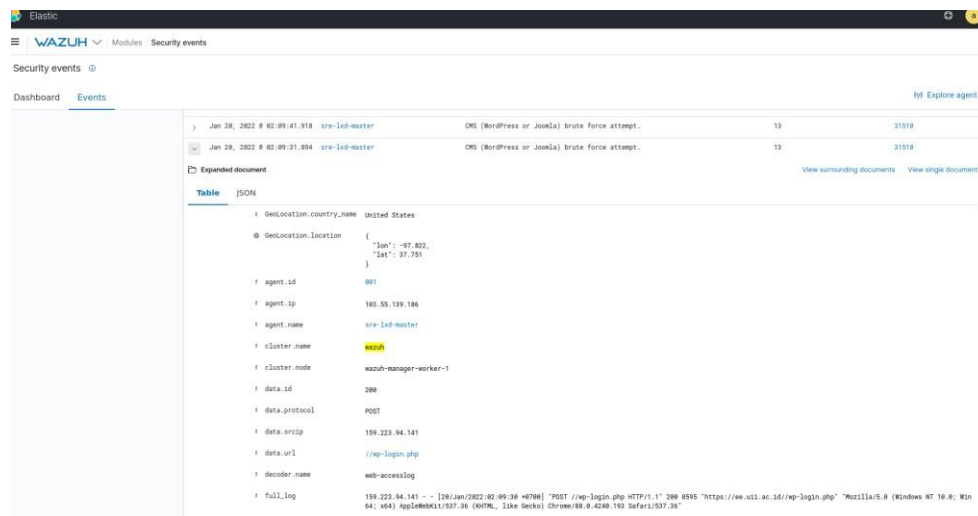 Elastic
a
WAZUH Modules Security events
Security events
Dashboard Events
Explore agent
Jan 20, 2022 @ 02:09:41.918 sre-lxd-master CMS (WordPress or Joomla) brute force attempt. 13 31510
Jan 20, 2022 @ 02:09:31.894 sre-lxd-master CMS (WordPress or Joomla) brute force attempt. 13 31510
Expanded document View surrounding documents View single document
Table JSON
t GeoLocation.country_name United States
GeoLocation.location {
"lon": -97.822,
"lat": 37.751
}
t agent.id 001
t agent.ip 103.55.139.106
t agent.name sre-lxd-master
t cluster.name wazuh
t cluster.node wazuh-manager-worker-1
t data.id 200
t data.protocol POST
t data.srcip 159.223.94.141
t data.url //wp-login.php
t decoder.name web-accesslog
t full_log 159.223.94.141 - - [20/Jan/2022:02:09:30 +0700] "POST //wp-login.php HTTP/1.1" 200 8595 "https://ee.uii.ac.id//wp-login.php" "Mozilla/5.0 (Windows NT 10.0; Win
64; x64) AppleWebKit/537.36 (KHTML, like Gecko) Chrome/88.0.4240.193 Safari/537.36"